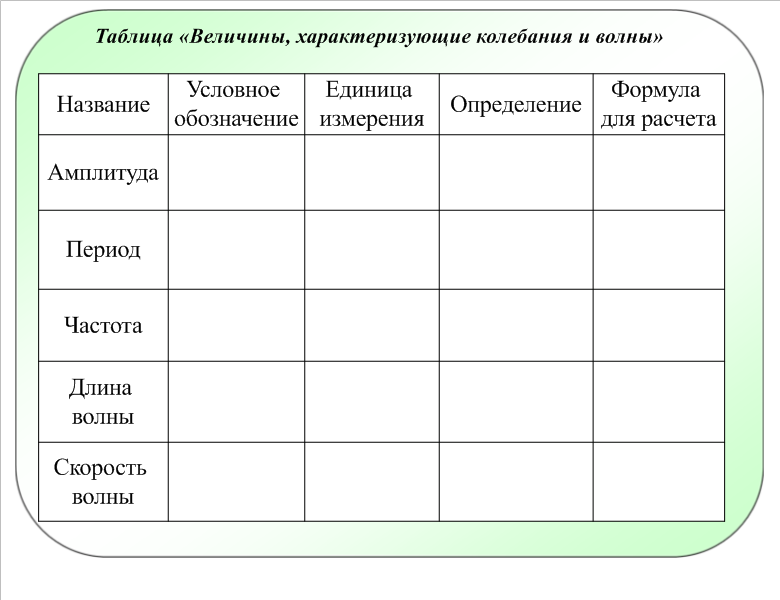 Таблица «Величины, характеризующие колебания и волны»
Название
Условное
обозначение
Единица
измерения
Определение
Формула
для расчета
Амплитуда
Период
Частота
Длина
волны
Скорость
волны